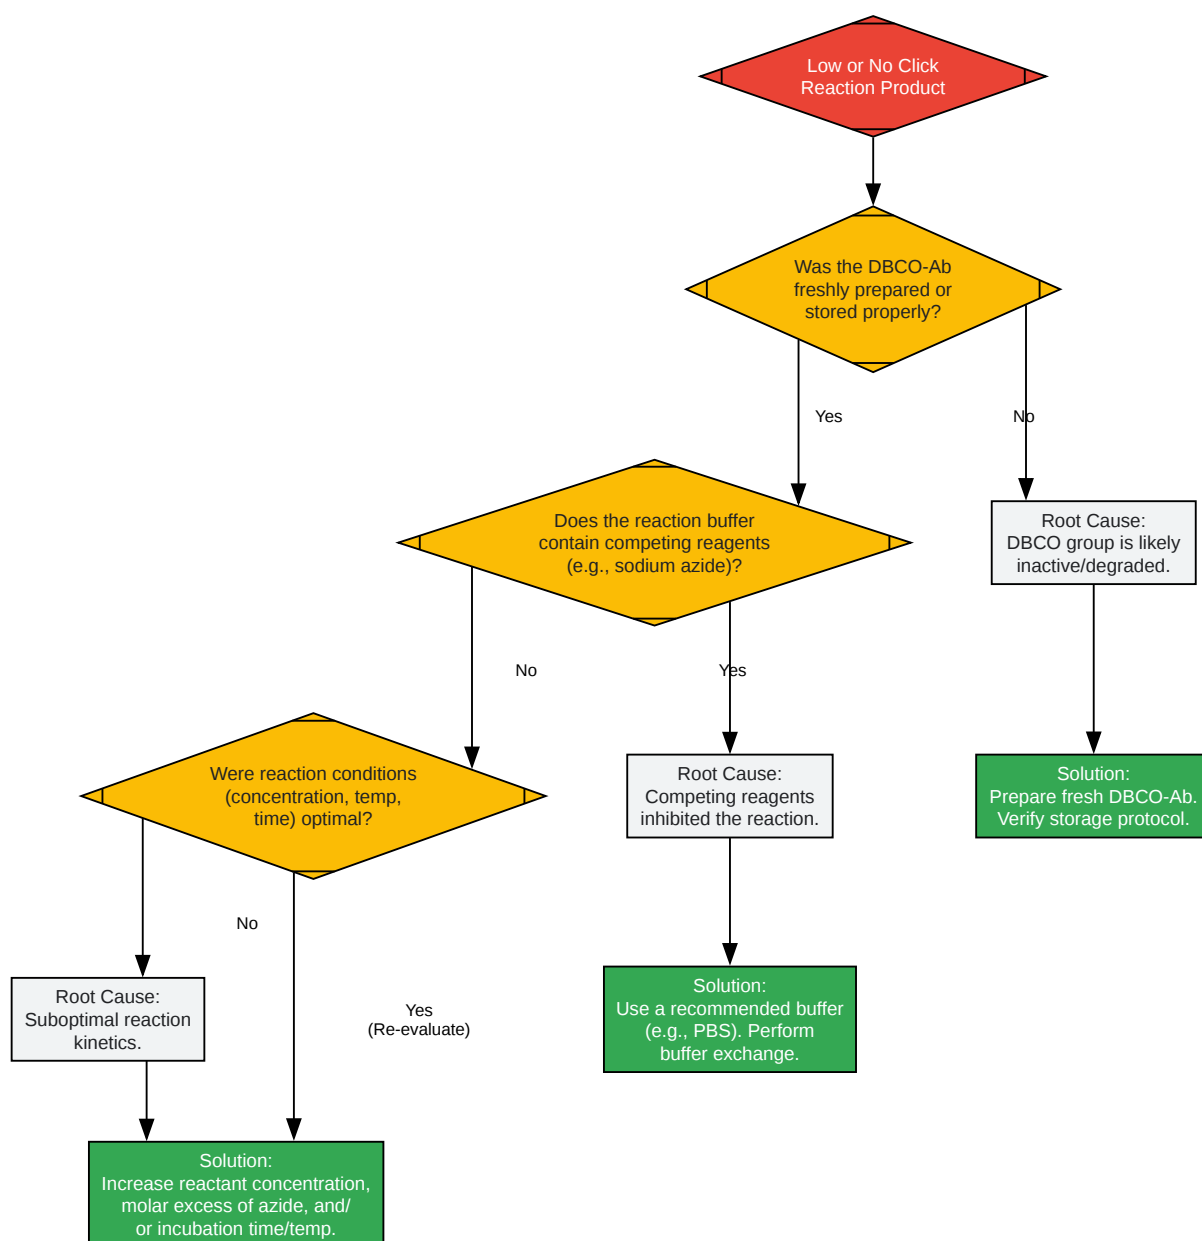 Low or No Click
Reaction Product
Was the DBCO-Ab
freshly prepared or
stored properly?
Yes
No
Does the reaction buffer
contain competing reagents
(e.g., sodium azide)?
Root Cause:
DBCO group is likely
inactive/degraded.
No
Yes
Were reaction conditions
(concentration, temp,
time) optimal?
Root Cause:
Competing reagents
inhibited the reaction.
Solution:
Prepare fresh DBCO-Ab.
Verify storage protocol.
No
Yes
(Re-evaluate)
Root Cause:
Suboptimal reaction
kinetics.
Solution:
Use a recommended buffer
(e.g., PBS). Perform
buffer exchange.
Solution:
Increase reactant concentration,
molar excess of azide, and/
or incubation time/temp.